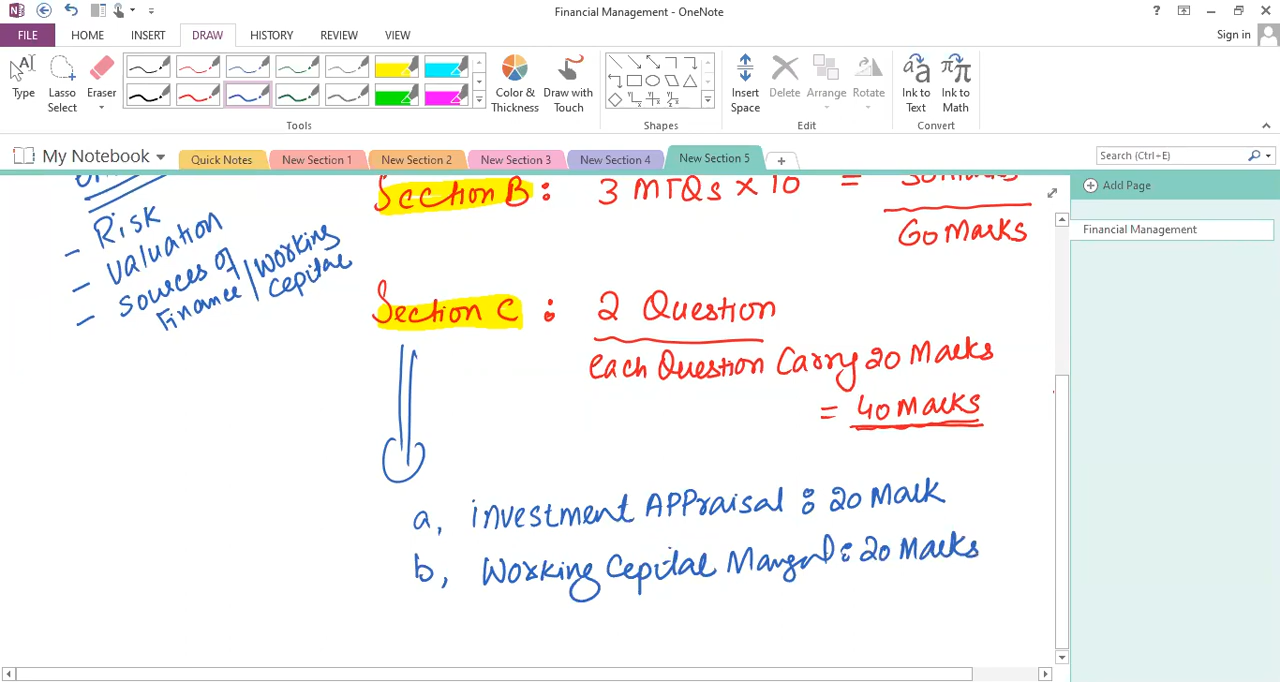 Financial Management - OneNote
FILE HOME INSERT DRAW HISTORY REVIEW VIEW
Sign in
Type
Lasso Select
Eraser
Color & Thickness
Draw with Touch
Insert Space
Delete
Arrange
Rotate
Ink to Text
Ink to Math
Tools
Shapes
Edit
Convert
My Notebook
Quick Notes
New Section 1
New Section 2
New Section 3
New Section 4
New Section 5
Search (Ctrl+E)
Add Page
Financial Management
- Risk
- Valuation
- Sources of
Finance / Working
Cepital
Section B : 3 MTQs × 10 =
60 Marks
Section C : 2 Question
each Question Carry 20 Marks
= 40 Marks
a, investment APPraisal : 20 Mark
b, Working Cepital : 20 Marks